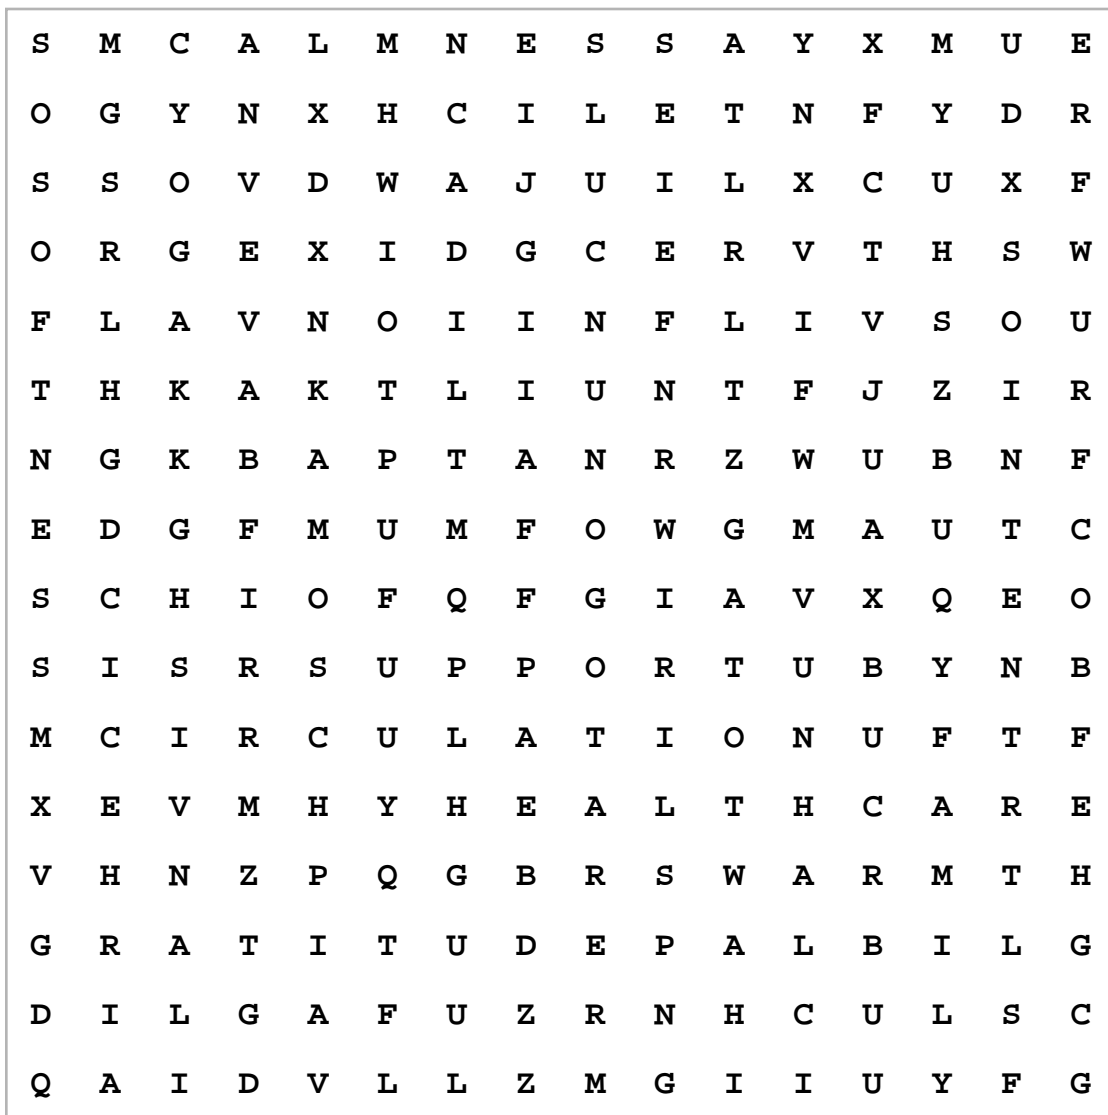 S M C A L M N E S S A Y X M U E
O G Y N X H C I L E T N F Y D R
S S O V D W A J U I L X C U X F
O R G E X I D G C E R V T H S W
F L A V N O I I N F L I V S O U
T H K A K T L I U N T F J Z I R
N G K B A P T A N R Z W U B N F
E D G F M U M F O W G M A U T C
S C H I O F Q F G I A V X Q E O
S I S R S U P P O R T U B Y N B
M C I R C U L A T I O N U F T F
X E V M H Y H E A L T H C A R E
V H N Z P Q G B R S W A R M T H
G R A T I T U D E P A L B I L G
D I L G A F U Z R N H C U L S C
Q A I D V L L Z M G I I U Y F G